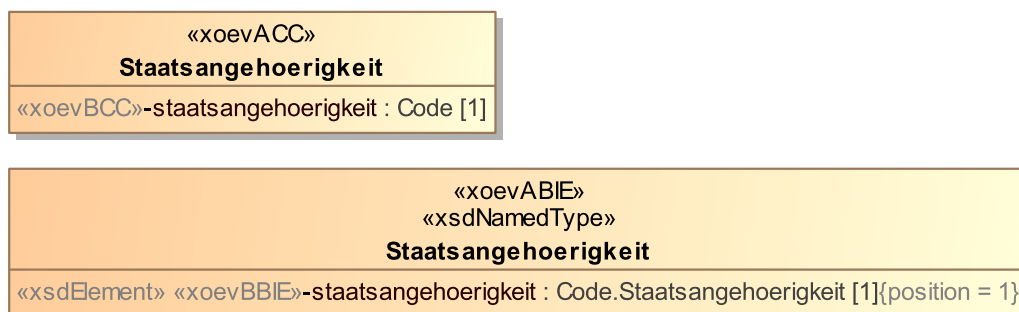 «xoevACC»
Staatsangehoerigkeit
«xoevBCC»-staatsangehoerigkeit : Code [1]
«xoevABIE»
«xsdNamedType»
Staatsangehoerigkeit
«xsdElement» «xoevBBIE»-staatsangehoerigkeit : Code.Staatsangehoerigkeit [1]{position = 1}